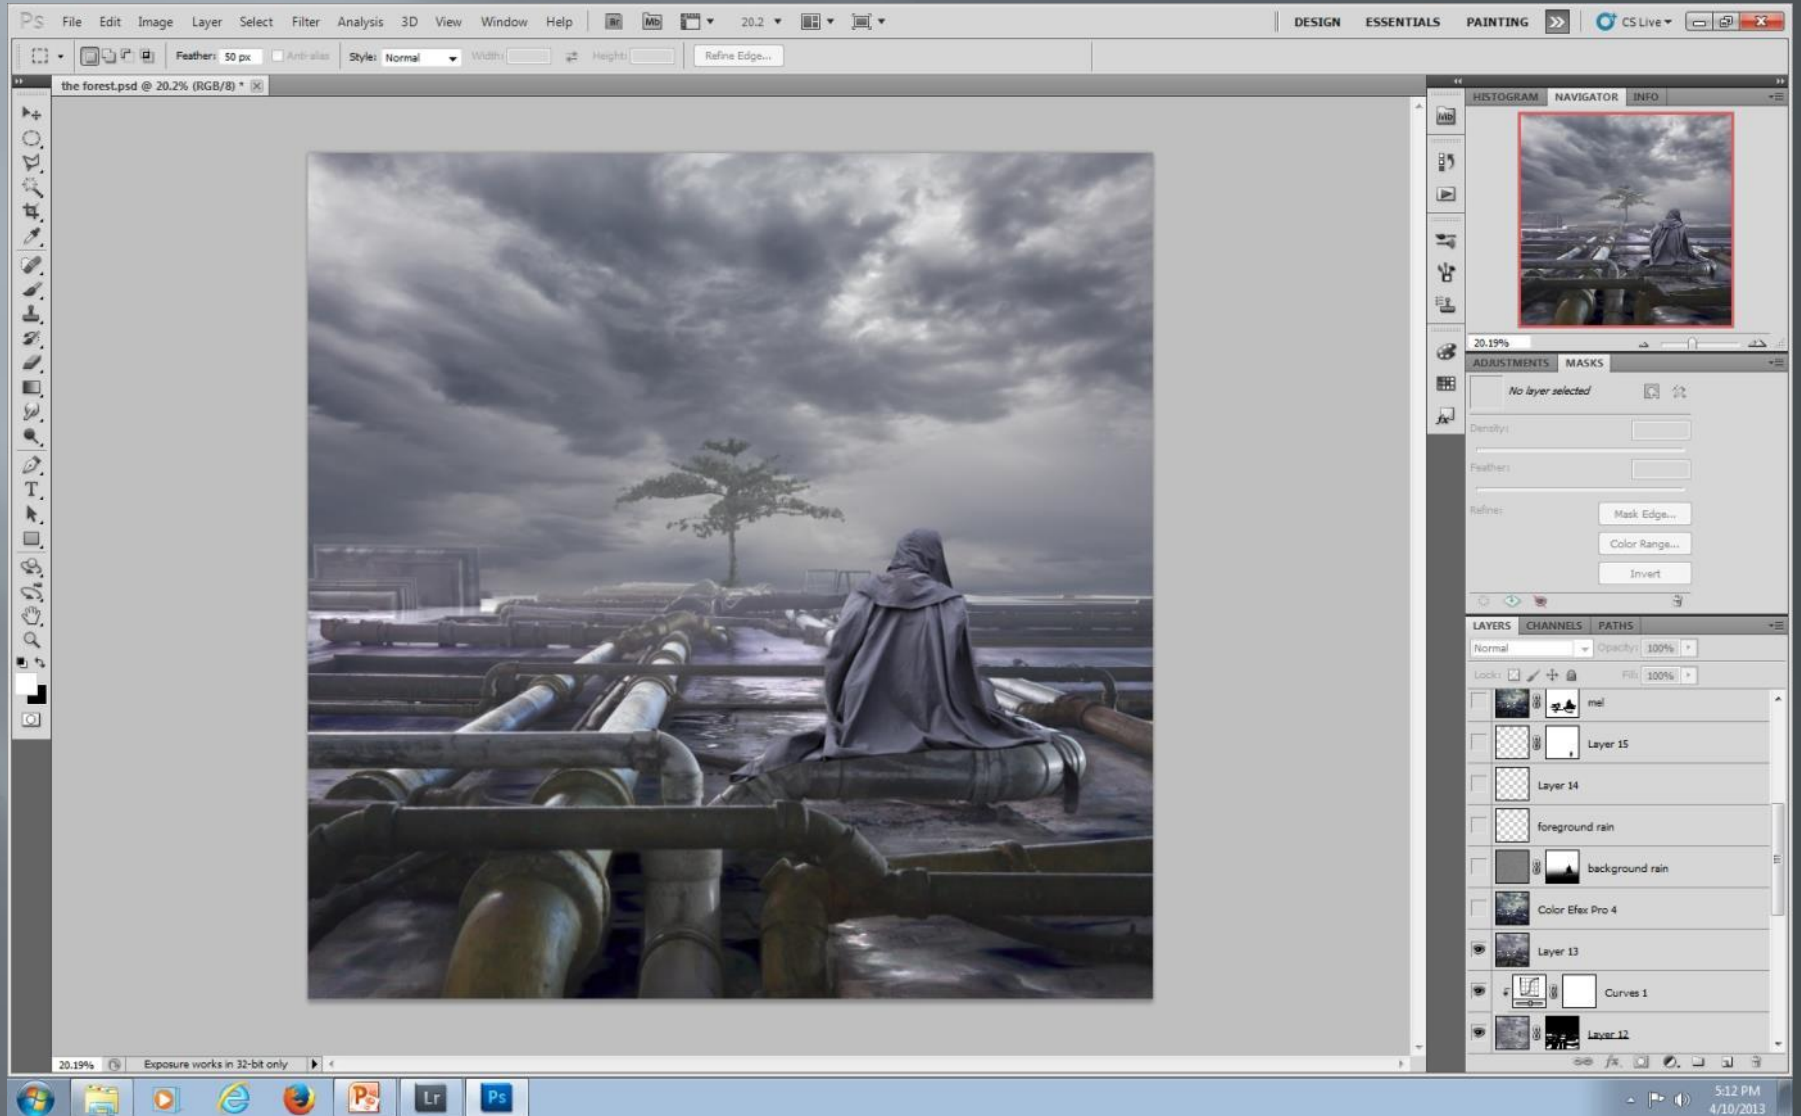 Ps File Edit Image Layer Select Filter Analysis 3D View Window Help Br Mb 20.2 DESIGN ESSENTIALS PAINTING CS Live
Feather: 50 px Anti-alias Style: Normal Width: Height: Refine Edge...
the forest.psd @ 20.2% (RGB/8) *
HISTOGRAM NAVIGATOR INFO
Mb
20.19%
ADJUSTMENTS MASKS
No layer selected
Density:
Feather:
Refine: Mask Edge...
Color Range...
Invert
LAYERS CHANNELS PATHS
Normal Opacity: 100%
Lock: Fill: 100%
mel
Layer 15
Layer 14
foreground rain
background rain
Color Efex Pro 4
Layer 13
Curves 1
Layer 12
20.19% Exposure works in 32-bit only
Lr Ps
5:12 PM
4/10/2013